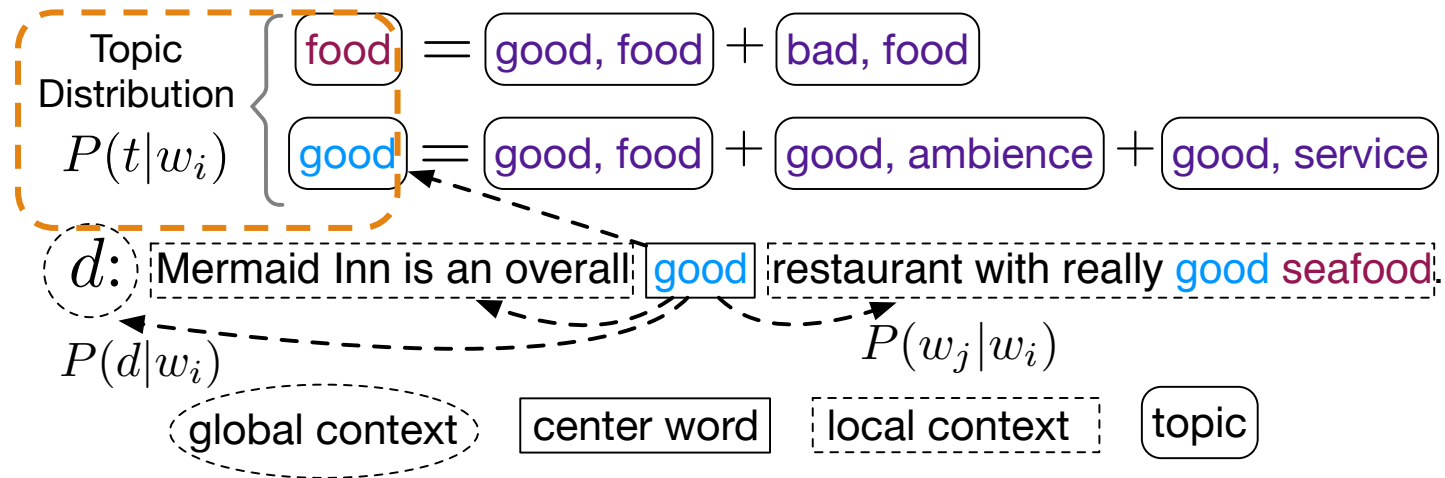 Topic
Distribution
P(t|w_i)
food = good, food + bad, food
good = good, food + good, ambience + good, service
d: Mermaid Inn is an overall good restaurant with really good seafood.
P(d|w_i)
P(w_j|w_i)
global context center word local context topic